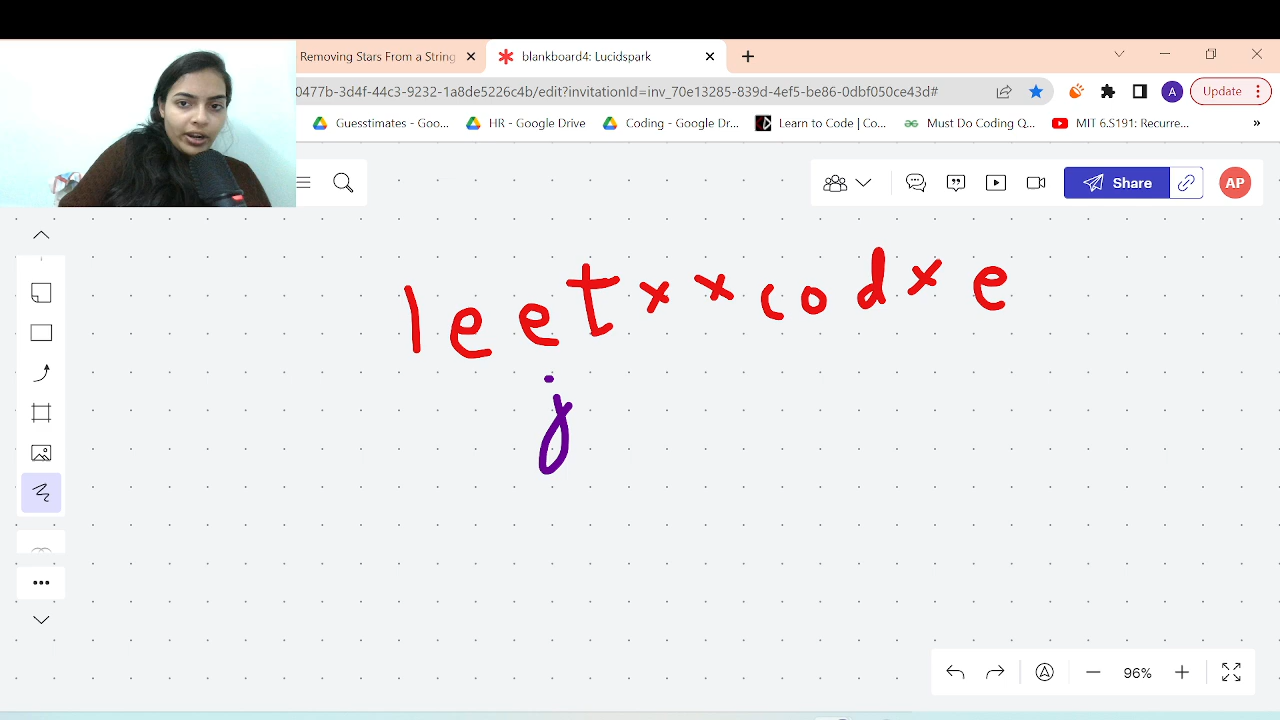 Removing Stars From a String
blankboard4: Lucidspark
0477b-3d4f-44c3-9232-1a8de5226c4b/edit?invitationId=inv_70e13285-839d-4ef5-be86-0dbf050ce43d#
A
Update
Guesstimates - Goo...
HR - Google Drive
Coding - Google Dr...
Learn to Code | Co...
Must Do Coding Q...
MIT 6.S191: Recurre...
»
Share
AP
leetxxcodxe
j
96%